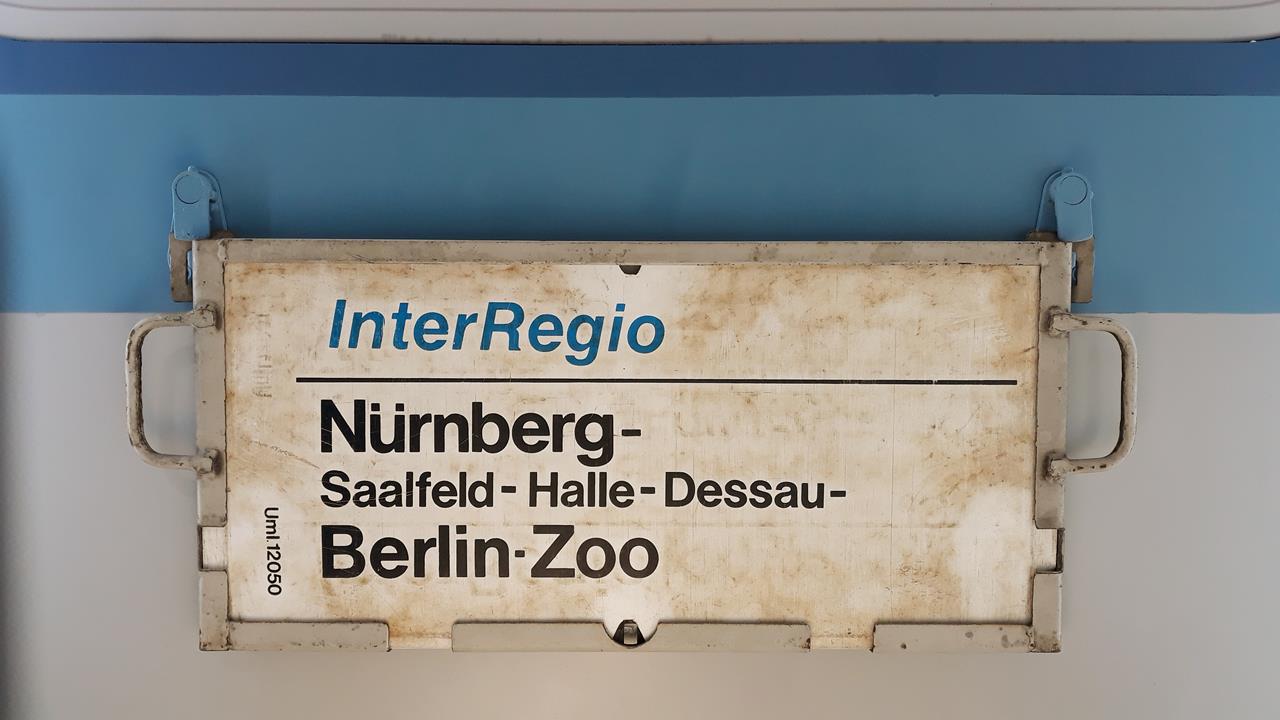 InterRegio
Nürnberg-
Saalfeld-Halle-Dessau-
Berlin-Zoo
Uml.12050